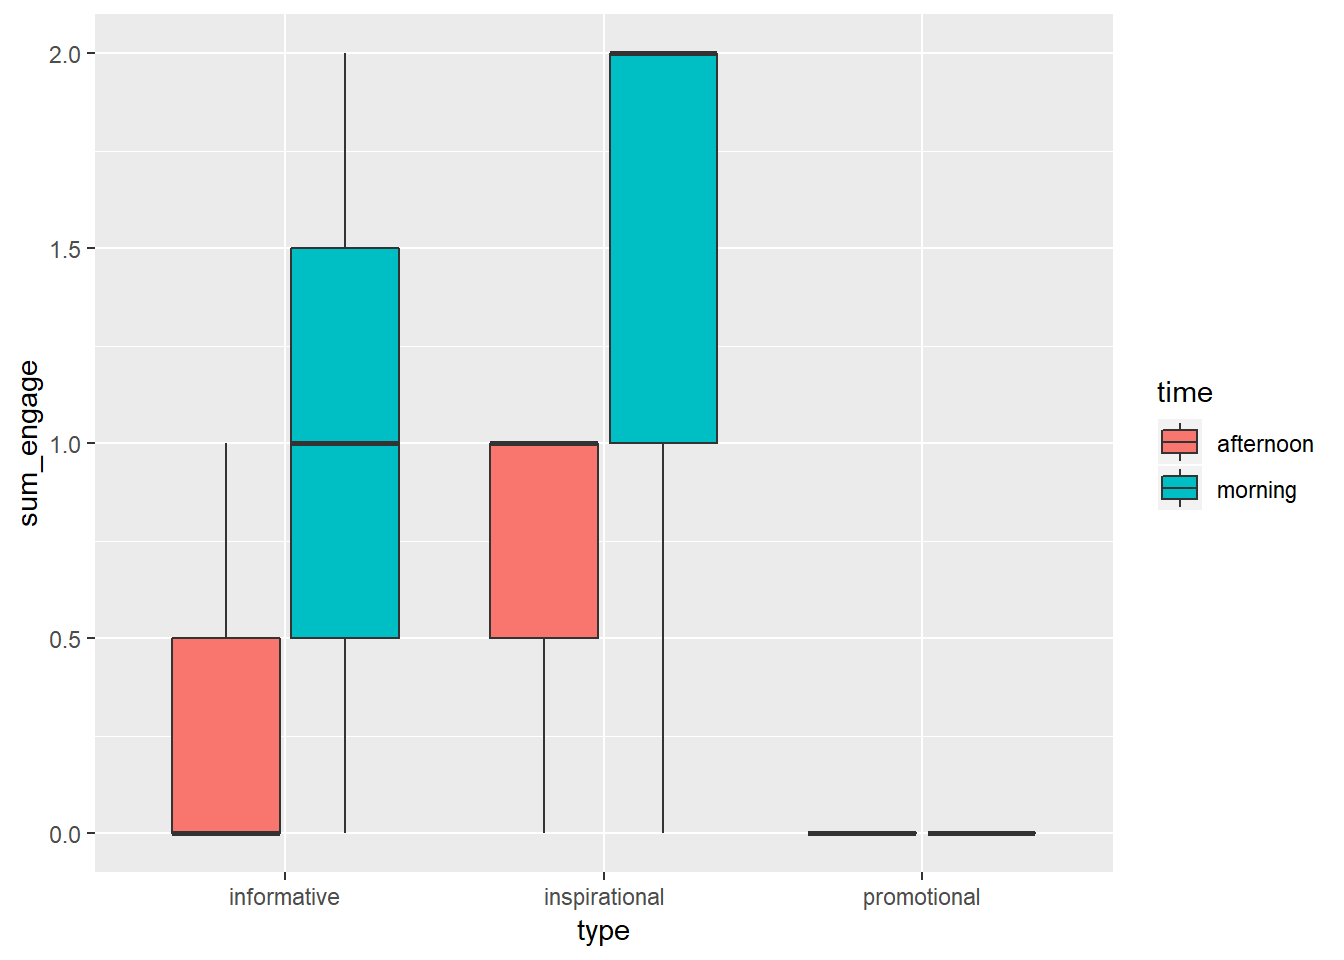 2.0
1.5
1.0
0.5
0.0
sum_engage
informative
inspirational
promotional
type
time
afternoon
morning